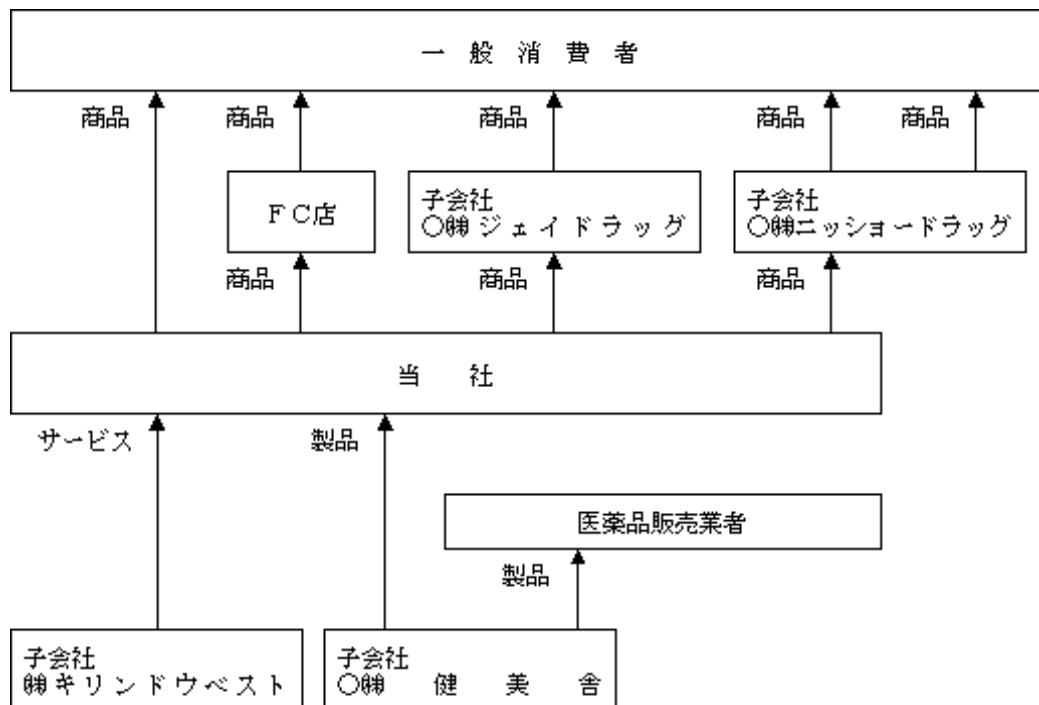 一般消費者
商品 商品 商品 商品 商品
FC店
子会社
○㈱ジェイドラッグ
子会社
○㈱ニッショードラッグ
商品 商品 商品
当社
サービス 製品
医薬品販売業者
製品
子会社
㈱キリンドウベスト
子会社
○㈱健美舎